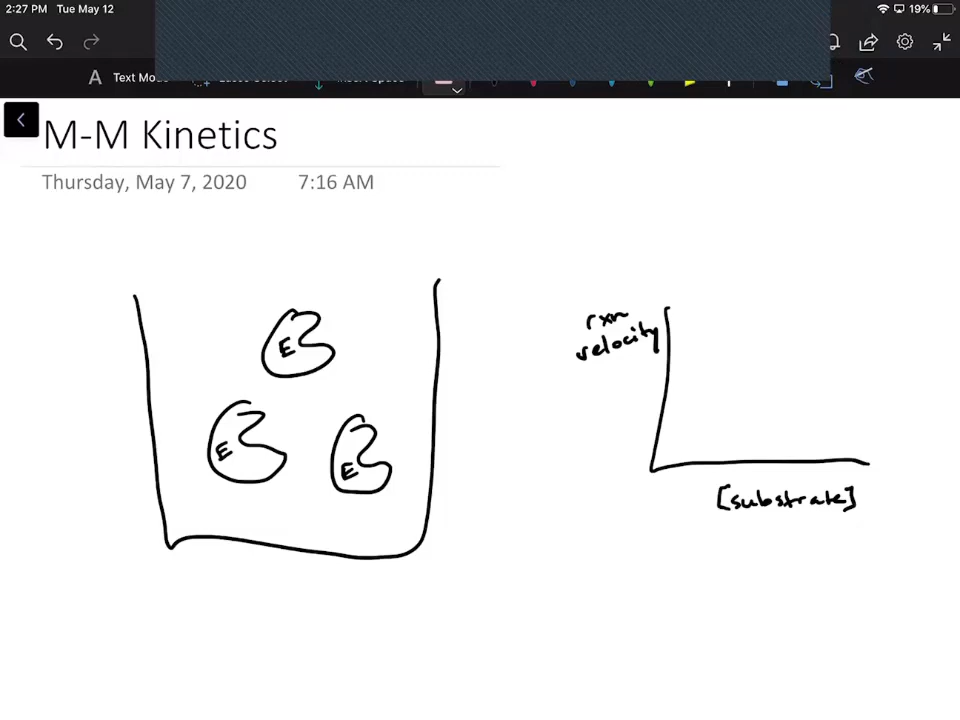 2:27 PM Tue May 12
19%
Text Mode
M-M Kinetics
Thursday, May 7, 2020 7:16 AM
E
E
E
rxn
velocity
[substrate]